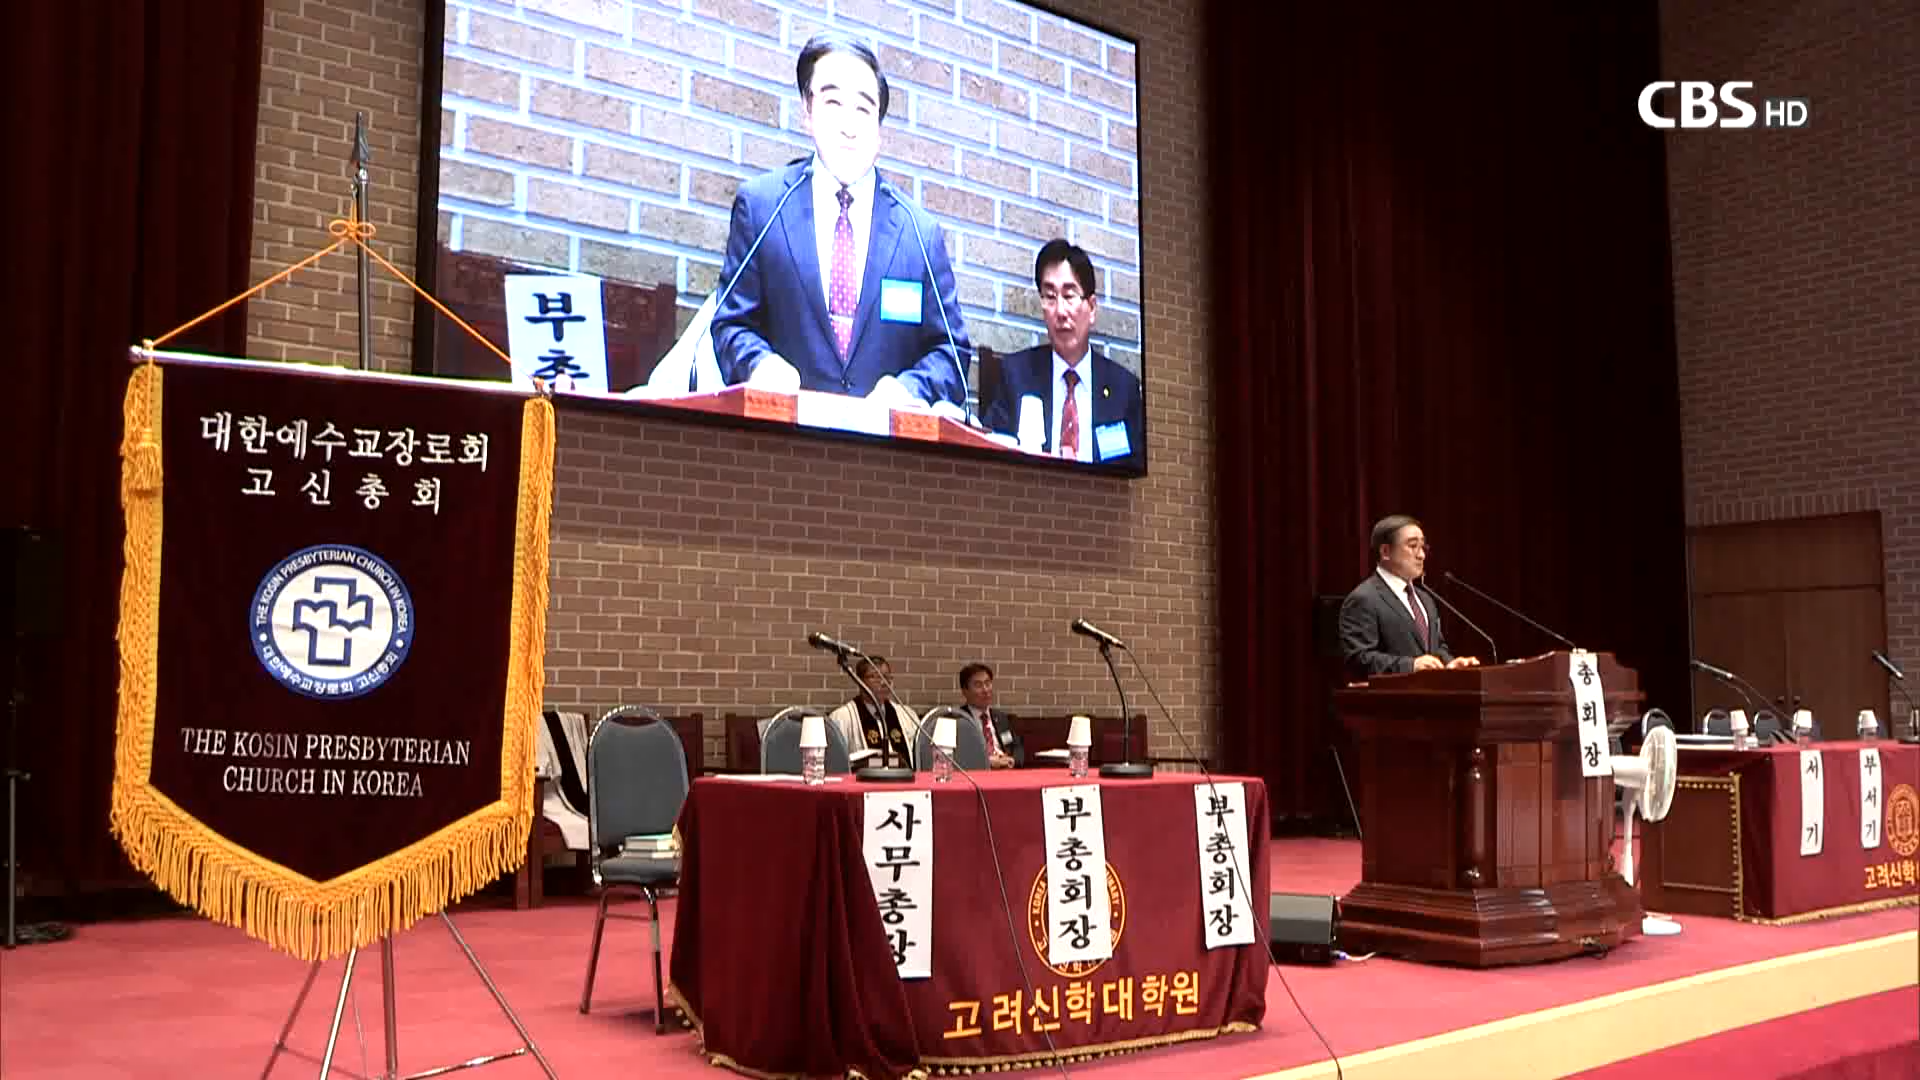 CBS HD
부총
대한예수교장로회
고신총회
THE KOSIN PRESBYTERIAN CHURCH IN KOREA
대한예수교장로회 고신총회
THE KOSIN PRESBYTERIAN
CHURCH IN KOREA
사무총장
부총회장
부총회장
고려신학대학원
총회장
서기
부서기
고려신학